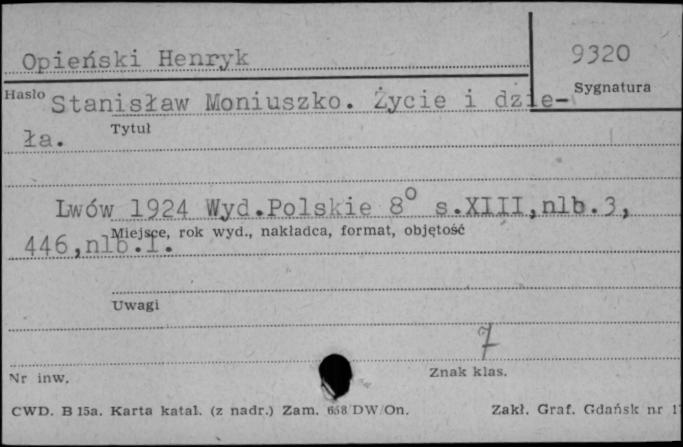 Opieński Henryk
9320
Hasło
Sygnatura
Stanisław Moniuszko. Życie i dzie-
Tytuł
ła.
Lwów 1924 Wyd.Polskie 8° s.XIII,nlb.3,
Miejsce, rok wyd., nakładca, format, objętość
446,nlb.1.
Uwagi
7
Nr inw.
Znak klas.
CWD. B 15a. Karta katal. (z nadr.) Zam. 658/DW/On.
Zakł. Graf. Gdańsk nr